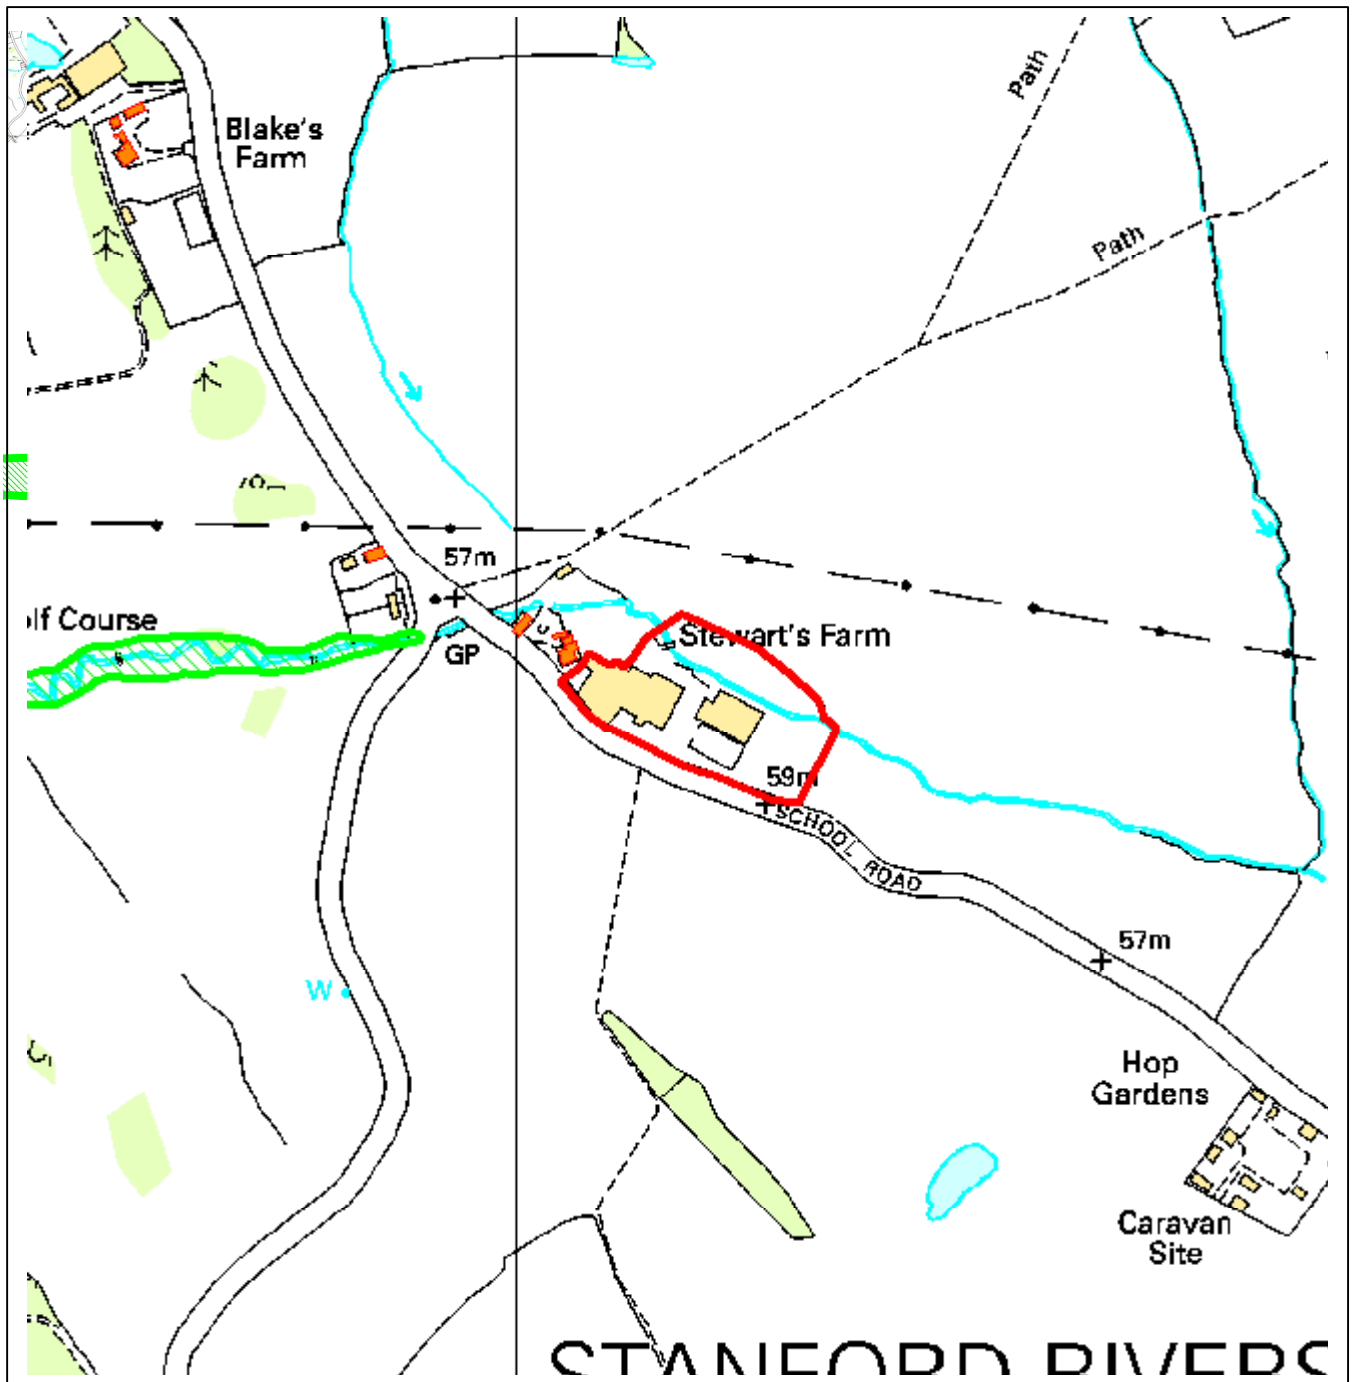 Path
Blake's
Farm
Path
57m
lf Course
GP
Stewart's Farm
59m
SCHOOL ROAD
57m
W
Hop
Gardens
Caravan
Site
STANFORD RIVERS